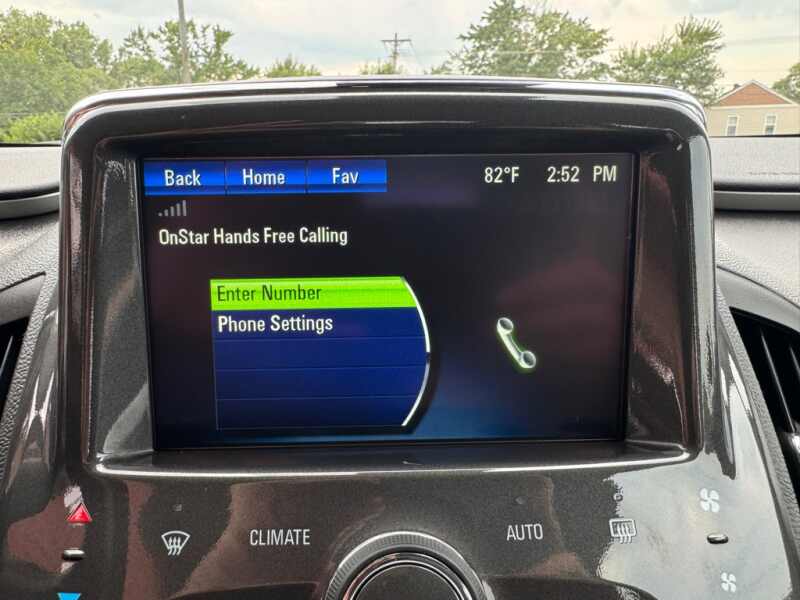 Back Home Fav 82°F 2:52 PM
OnStar Hands Free Calling
Enter Number
Phone Settings
CLIMATE AUTO